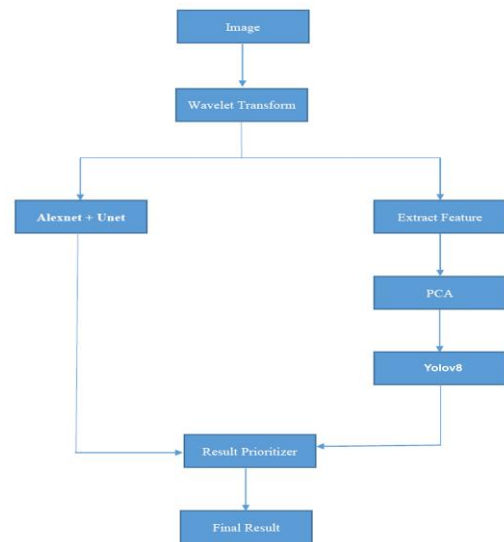 Image
Wavelet Transform
Alexnet + Unet
Extract Feature
PCA
Yolov8
Result Prioritizer
Final Result